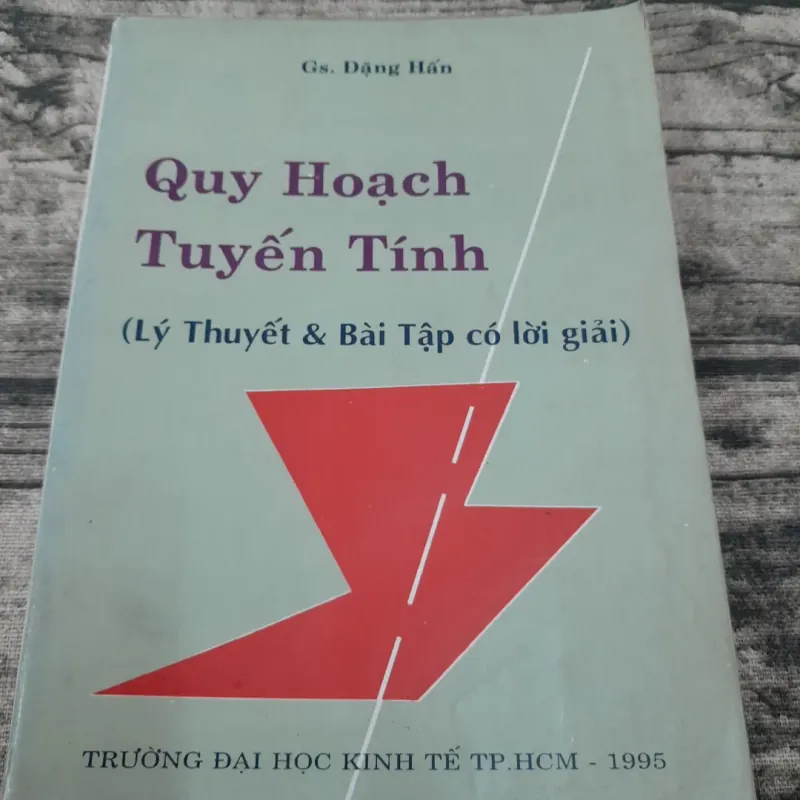 Gs. Đặng Hấn
Quy Hoạch
Tuyến Tính
(Lý Thuyết & Bài Tập có lời giải)
TRƯỜNG ĐẠI HỌC KINH TẾ TP.HCM - 1995